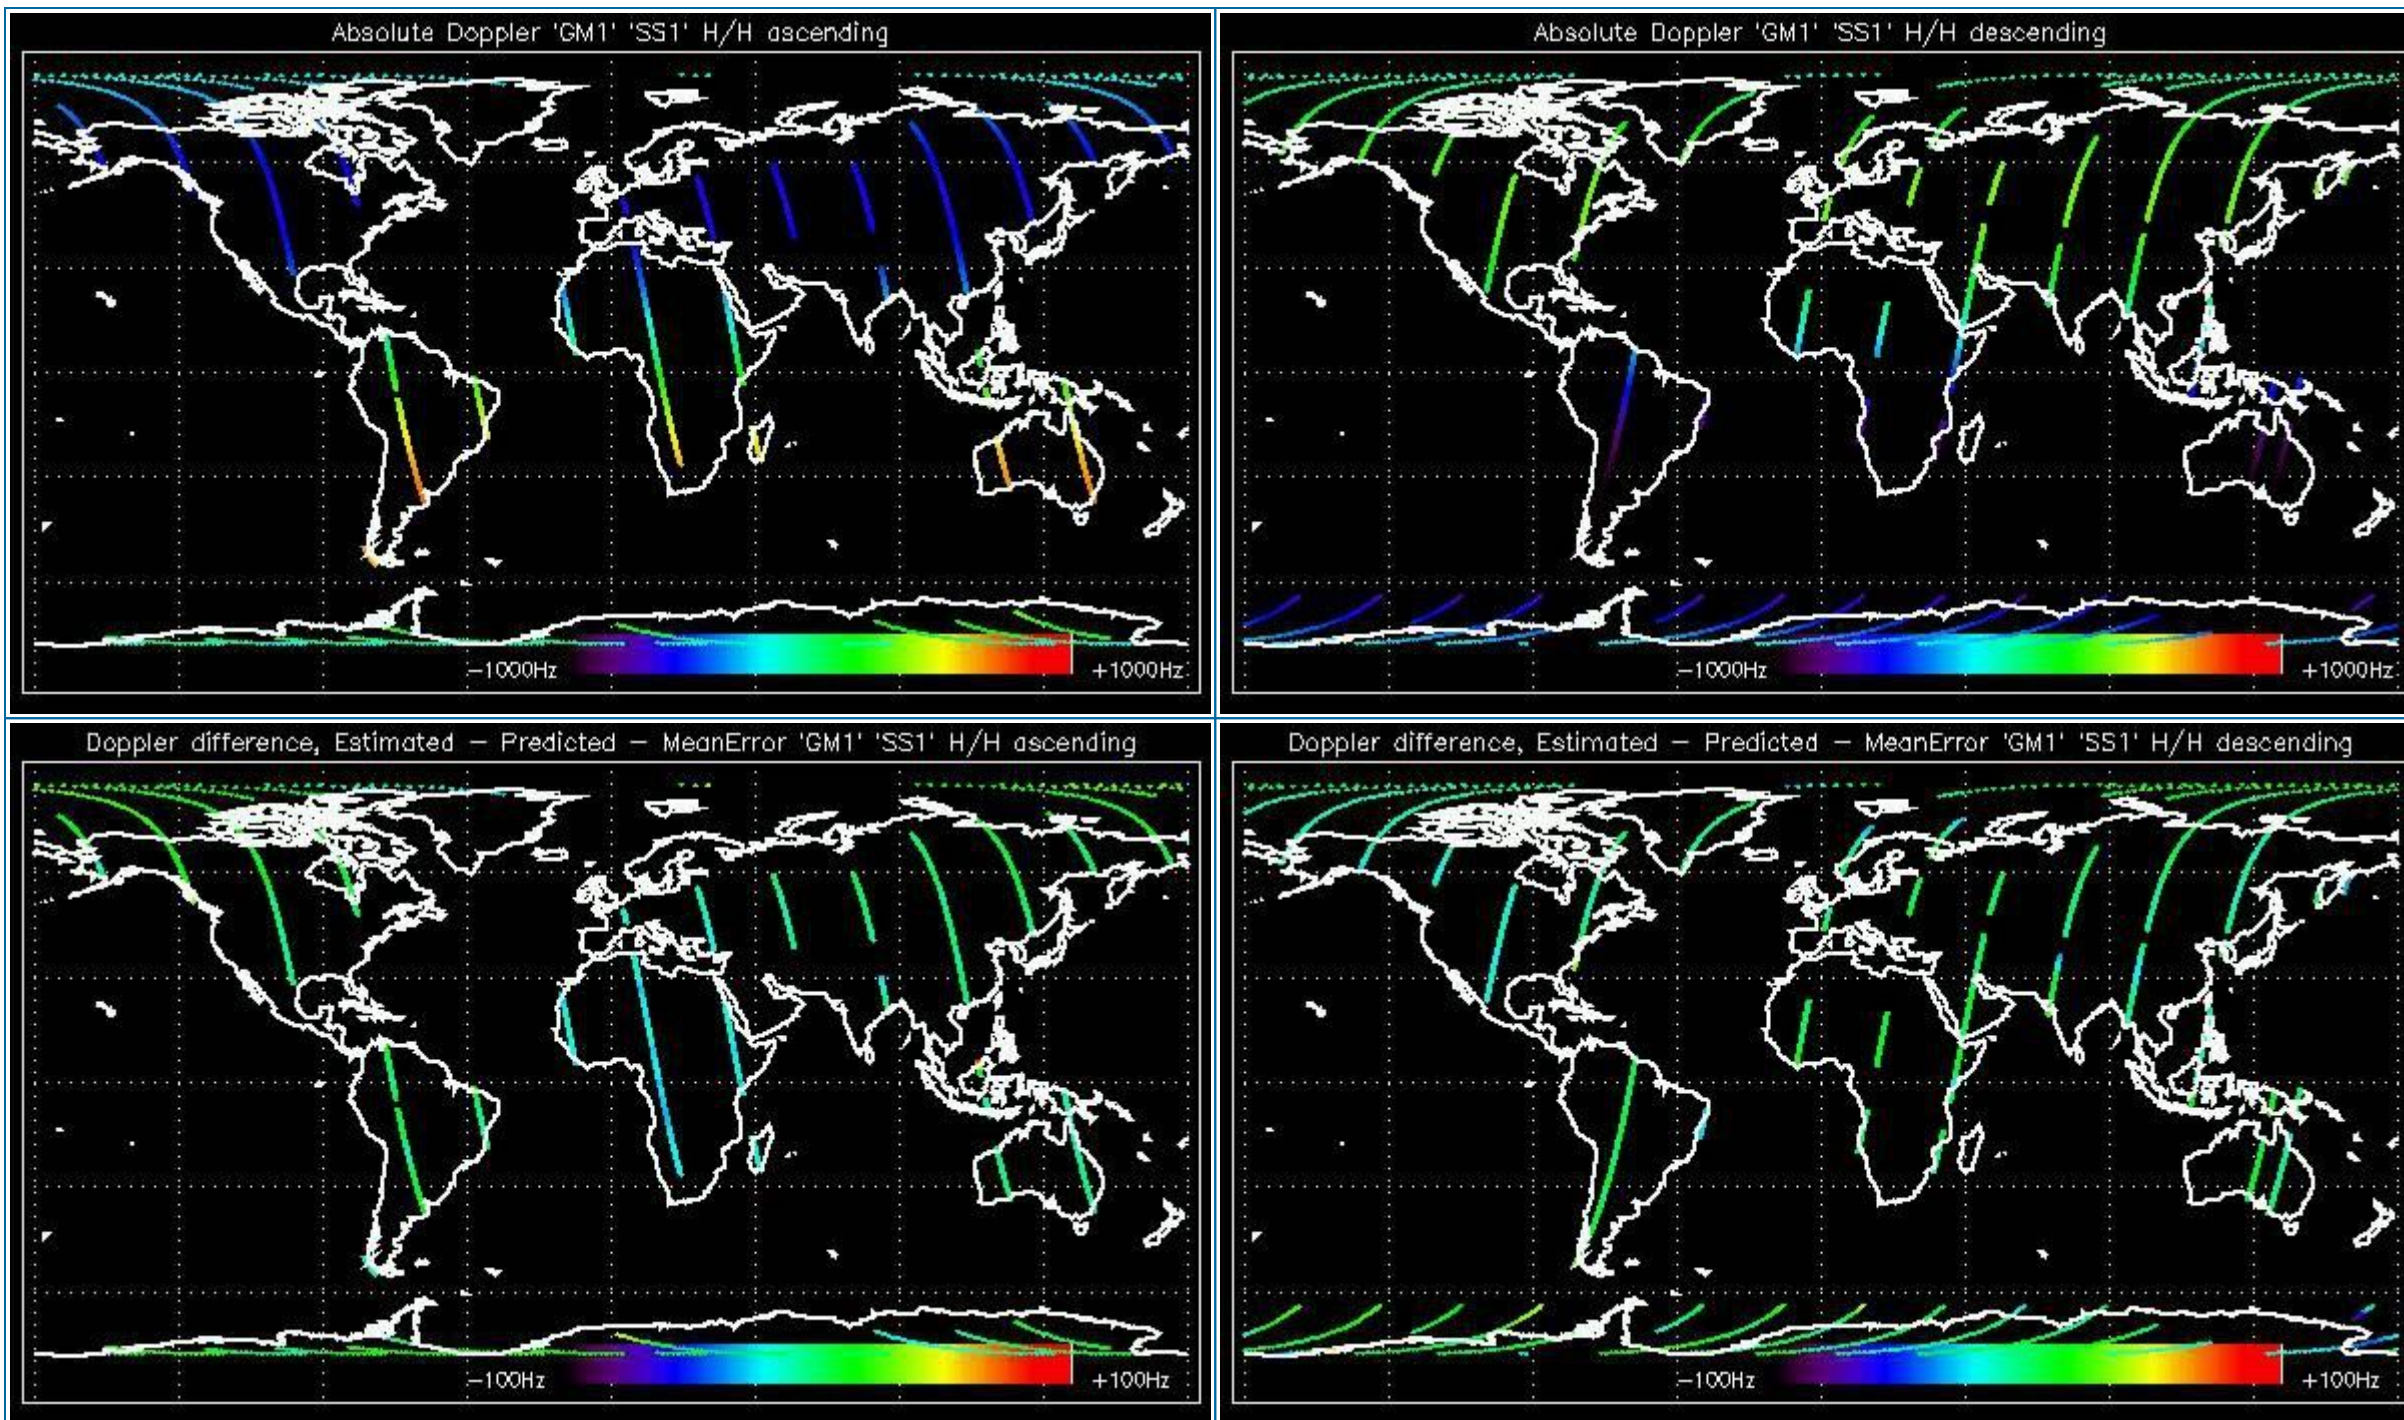 Absolute Doppler 'GM1' 'SS1' H/H ascending
−1000Hz
+1000Hz
Absolute Doppler 'GM1' 'SS1' H/H descending
−1000Hz
+1000Hz
Doppler difference, Estimated − Predicted − MeanError 'GM1' 'SS1' H/H ascending
−100Hz
+100Hz
Doppler difference, Estimated − Predicted − MeanError 'GM1' 'SS1' H/H descending
−100Hz
+100Hz